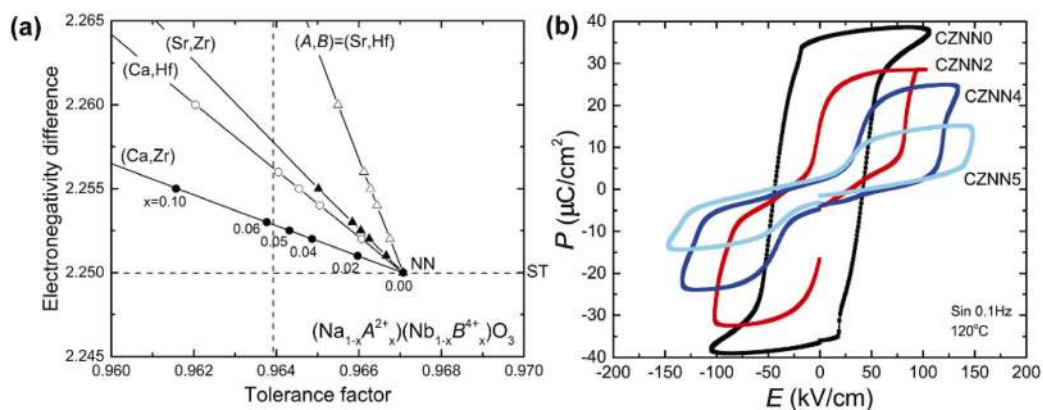 (a)
Electronegativity difference
2.265
2.260
2.255
2.250
2.245
0.960
0.962
0.964
0.966
0.968
0.970
Tolerance factor
(Sr,Zr)
(A,B)=(Sr,Hf)
(Ca,Hf)
(Ca,Zr)
x=0.10
0.06
0.05
0.04
0.02
0.00
NN
ST
(Na₁₋ₓA²⁺ₓ)(Nb₁₋ₓB⁴⁺ₓ)O₃
(b)
P (μC/cm²)
40
30
20
10
0
-10
-20
-30
-40
-200
-150
-100
-50
0
50
100
150
200
E (kV/cm)
CZNN0
CZNN2
CZNN4
CZNN5
Sin 0.1Hz
120°C